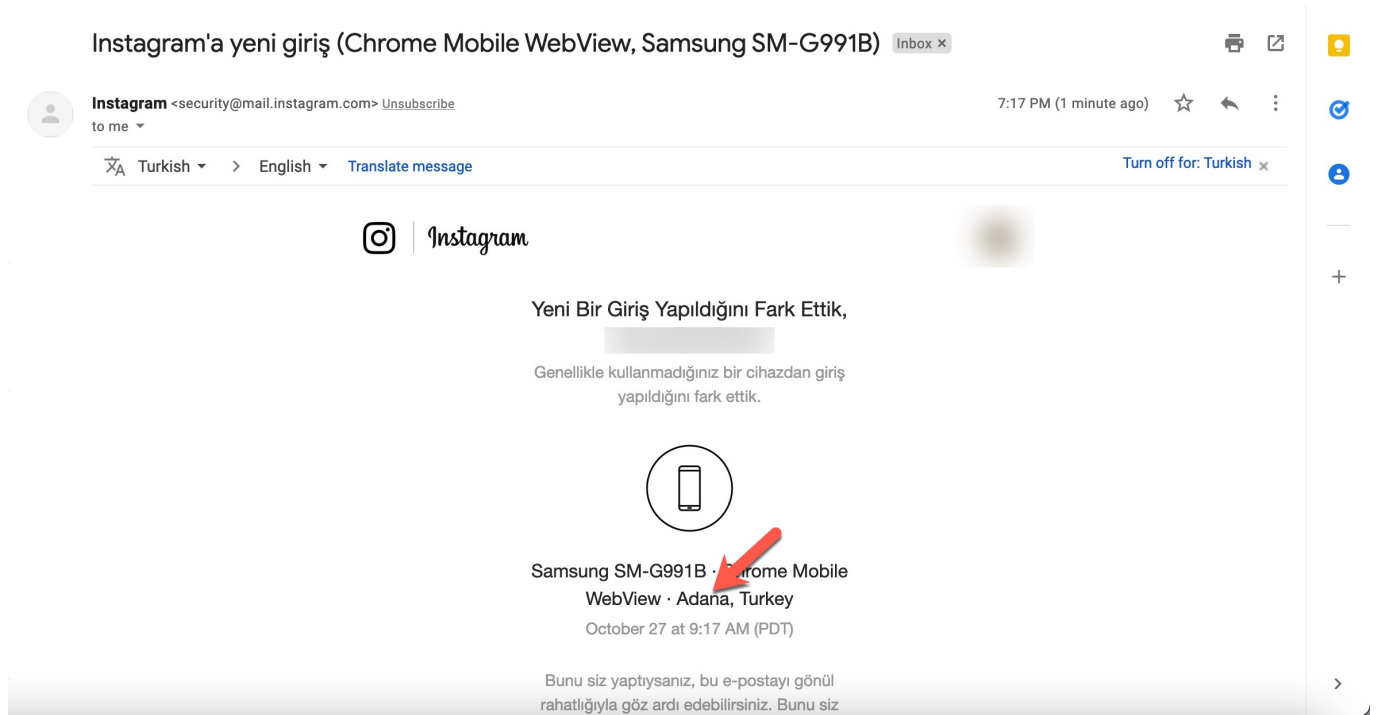 Instagram'a yeni giriş (Chrome Mobile WebView, Samsung SM-G991B) Inbox ×
Instagram <security@mail.instagram.com> Unsubscribe
7:17 PM (1 minute ago)
to me
Turkish > English Translate message
Turn off for: Turkish ×
Instagram
Yeni Bir Giriş Yapıldığını Fark Ettik,
Genellikle kullanmadığınız bir cihazdan giriş
yapıldığını fark ettik.
Samsung SM-G991B · Chrome Mobile
WebView · Adana, Turkey
October 27 at 9:17 AM (PDT)
Bunu siz yaptıysanız, bu e-postayı gönül
rahatlığıyla göz ardı edebilirsiniz. Bunu siz